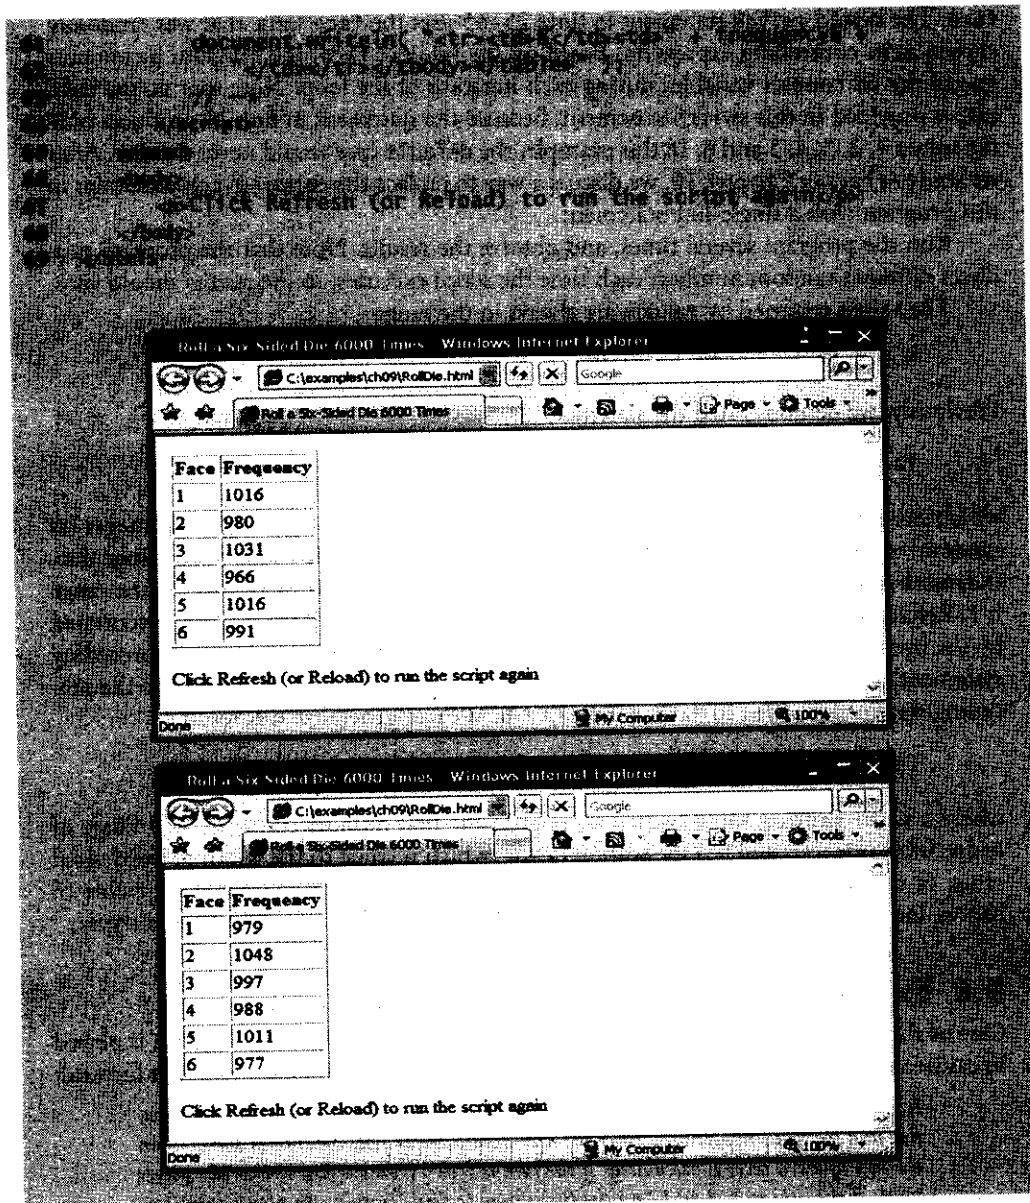 document.writeln( "<tr><td>6</td><td>" + frequency6 +
"</td></tr></tbody></table>" );
</script>
<body>
<p>Click Refresh (or Reload) to run the script again</p>
</body>
Roll a Six-Sided Die 6000 Times - Windows Internet Explorer
C:\examples\ch09\RollDie.html Google
Roll a Six-Sided Die 6000 Times Page Tools
Face Frequency
1 1016
2 980
3 1031
4 966
5 1016
6 991
Click Refresh (or Reload) to run the script again
Done My Computer 100%
Roll a Six-Sided Die 6000 Times - Windows Internet Explorer
C:\examples\ch09\RollDie.html Google
Roll a Six-Sided Die 6000 Times Page Tools
Face Frequency
1 979
2 1048
3 997
4 988
5 1011
6 977
Click Refresh (or Reload) to run the script again
Done My Computer 100%